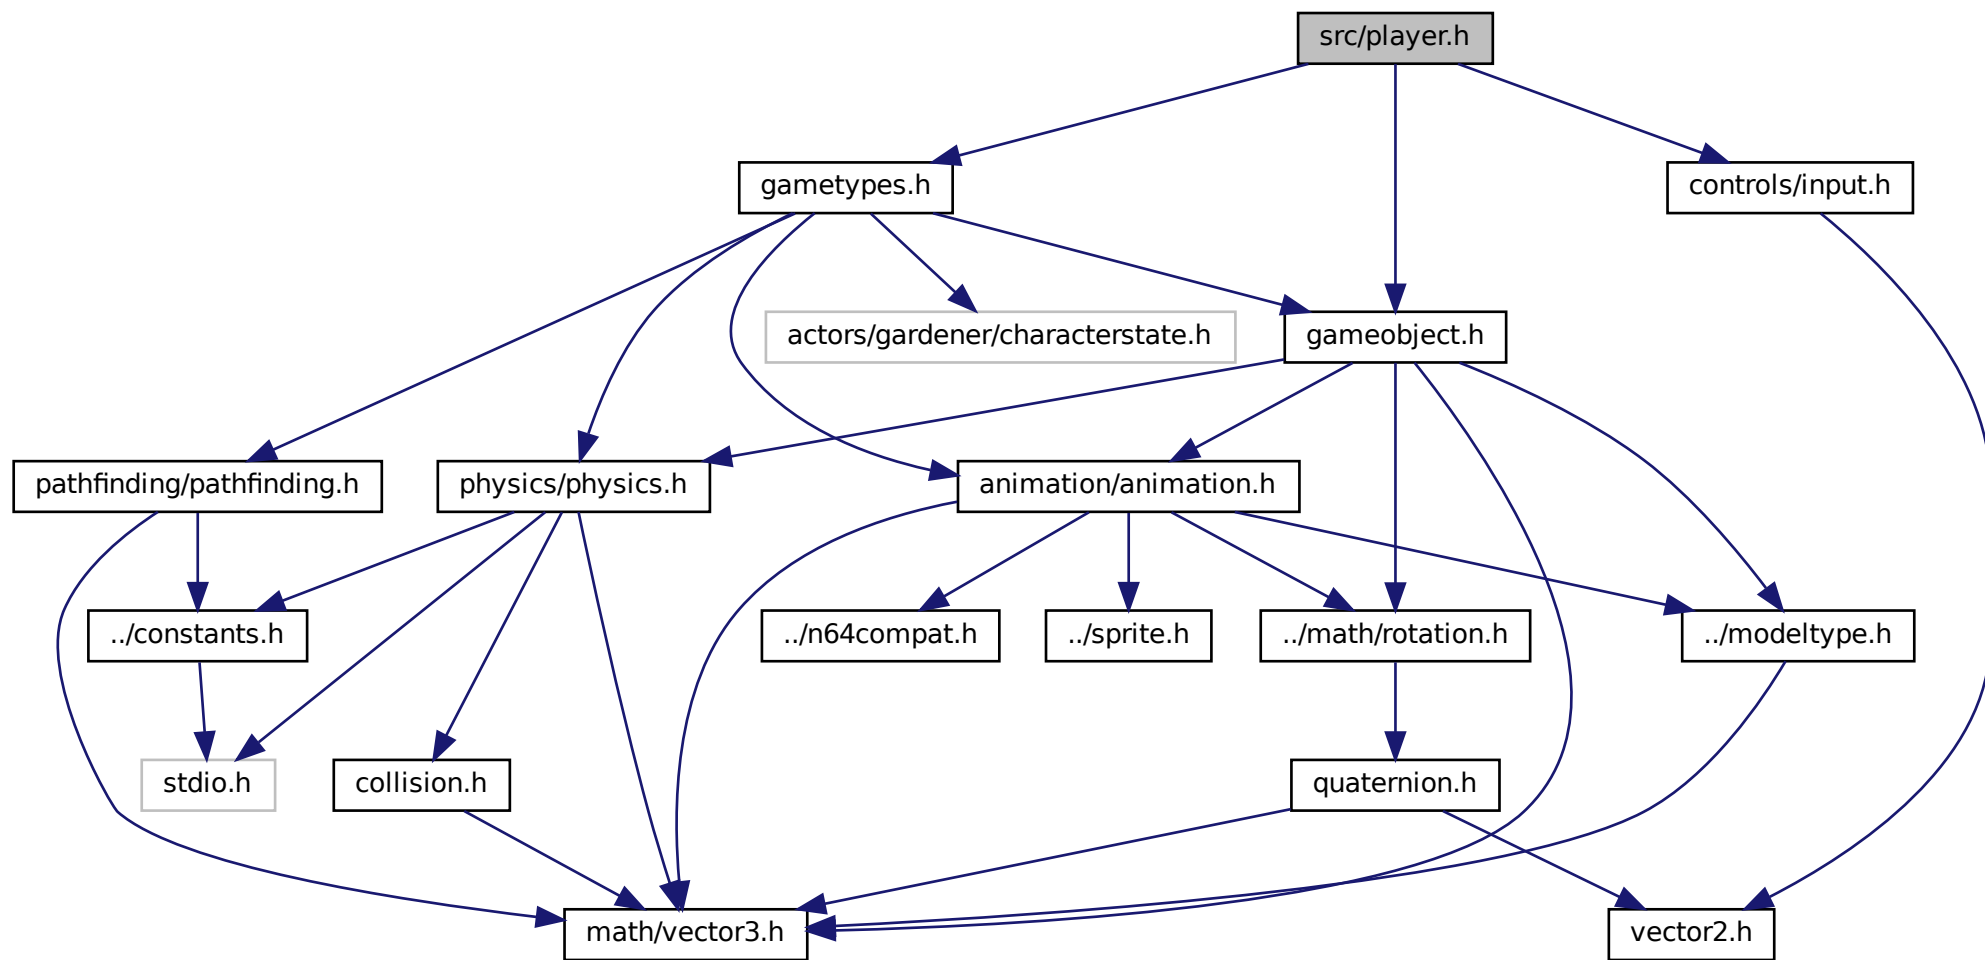 src/player.h
gametypes.h
controls/input.h
actors/gardener/characterstate.h
gameobject.h
pathfinding/pathfinding.h
physics/physics.h
animation/animation.h
../constants.h
../n64compat.h
../sprite.h
../math/rotation.h
../modeltype.h
stdio.h
collision.h
quaternion.h
math/vector3.h
vector2.h